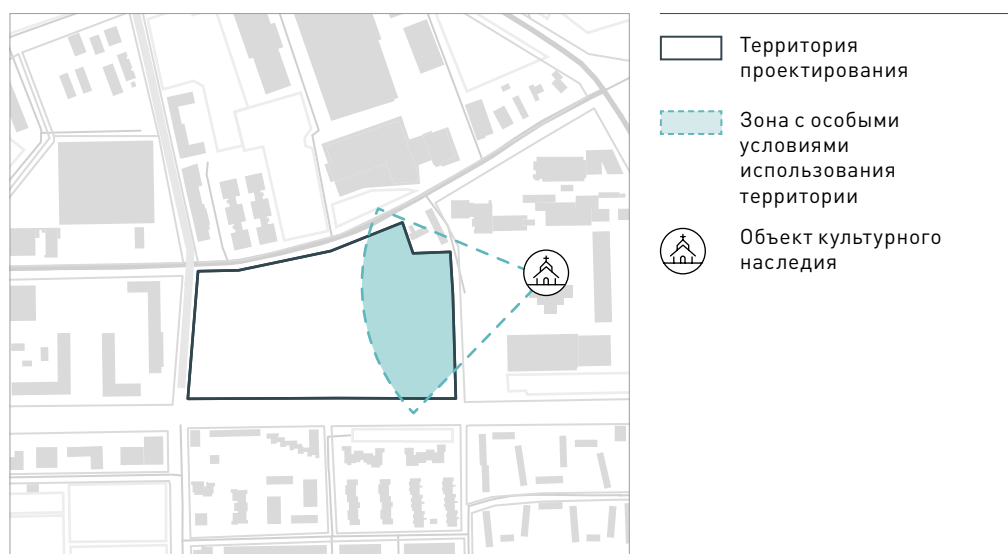 Территория
проектирования
Зона с особыми
условиями
использования
территории
Объект культурного
наследия